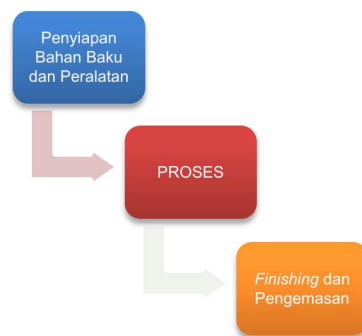 Penyiapan
Bahan Baku
dan Peralatan
PROSES
Finishing dan
Pengemasan